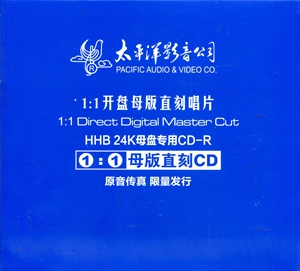 太平洋影音公司
PACIFIC AUDIO & VIDEO CO.
1:1开盘母版直刻唱片
1:1 Direct Digital Master Cut
HHB 24K母盘专用CD-R
1:1 母版直刻CD
原音传真 限量发行